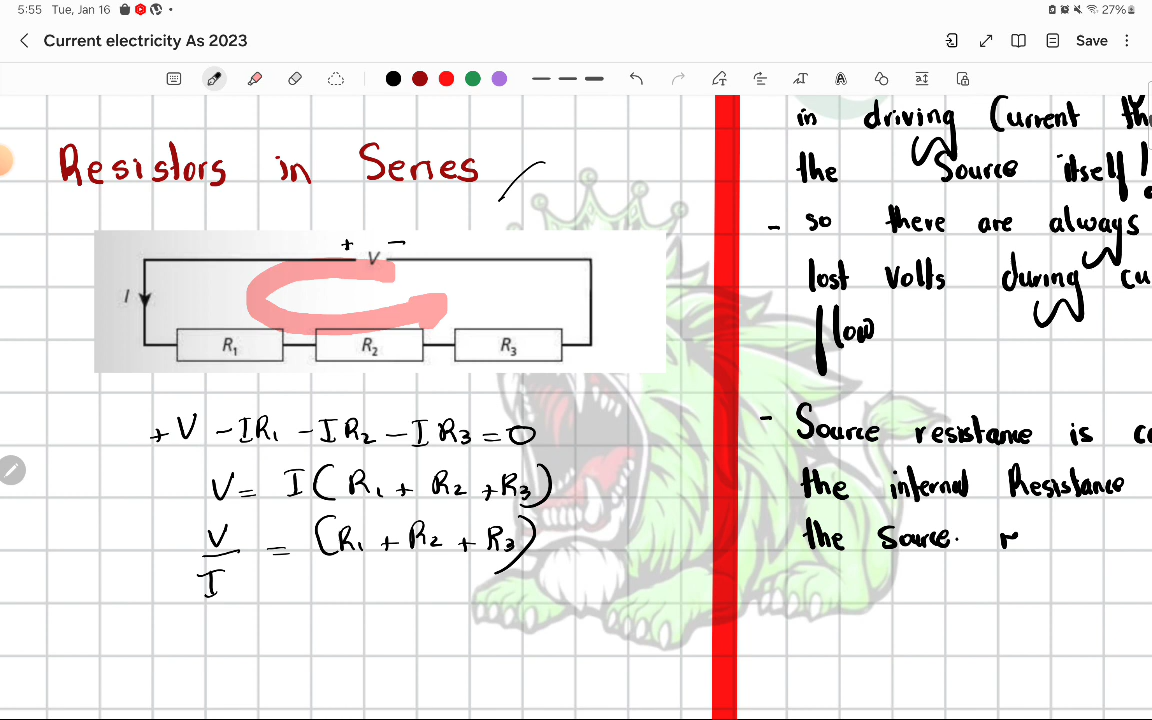 5:55 Tue, Jan 16
27%
Current electricity As 2023
Save
Resistors in Series
+ V −
I
R₁ R₂ R₃
+V − IR₁ − IR₂ − IR₃ = 0
V = I(R₁ + R₂ + R₃)
V/I = (R₁ + R₂ + R₃)
in driving Current
the Source itself!
- so there are always
lost volts during
flow
- Source resistance is
the internal Resistance
the Source. r